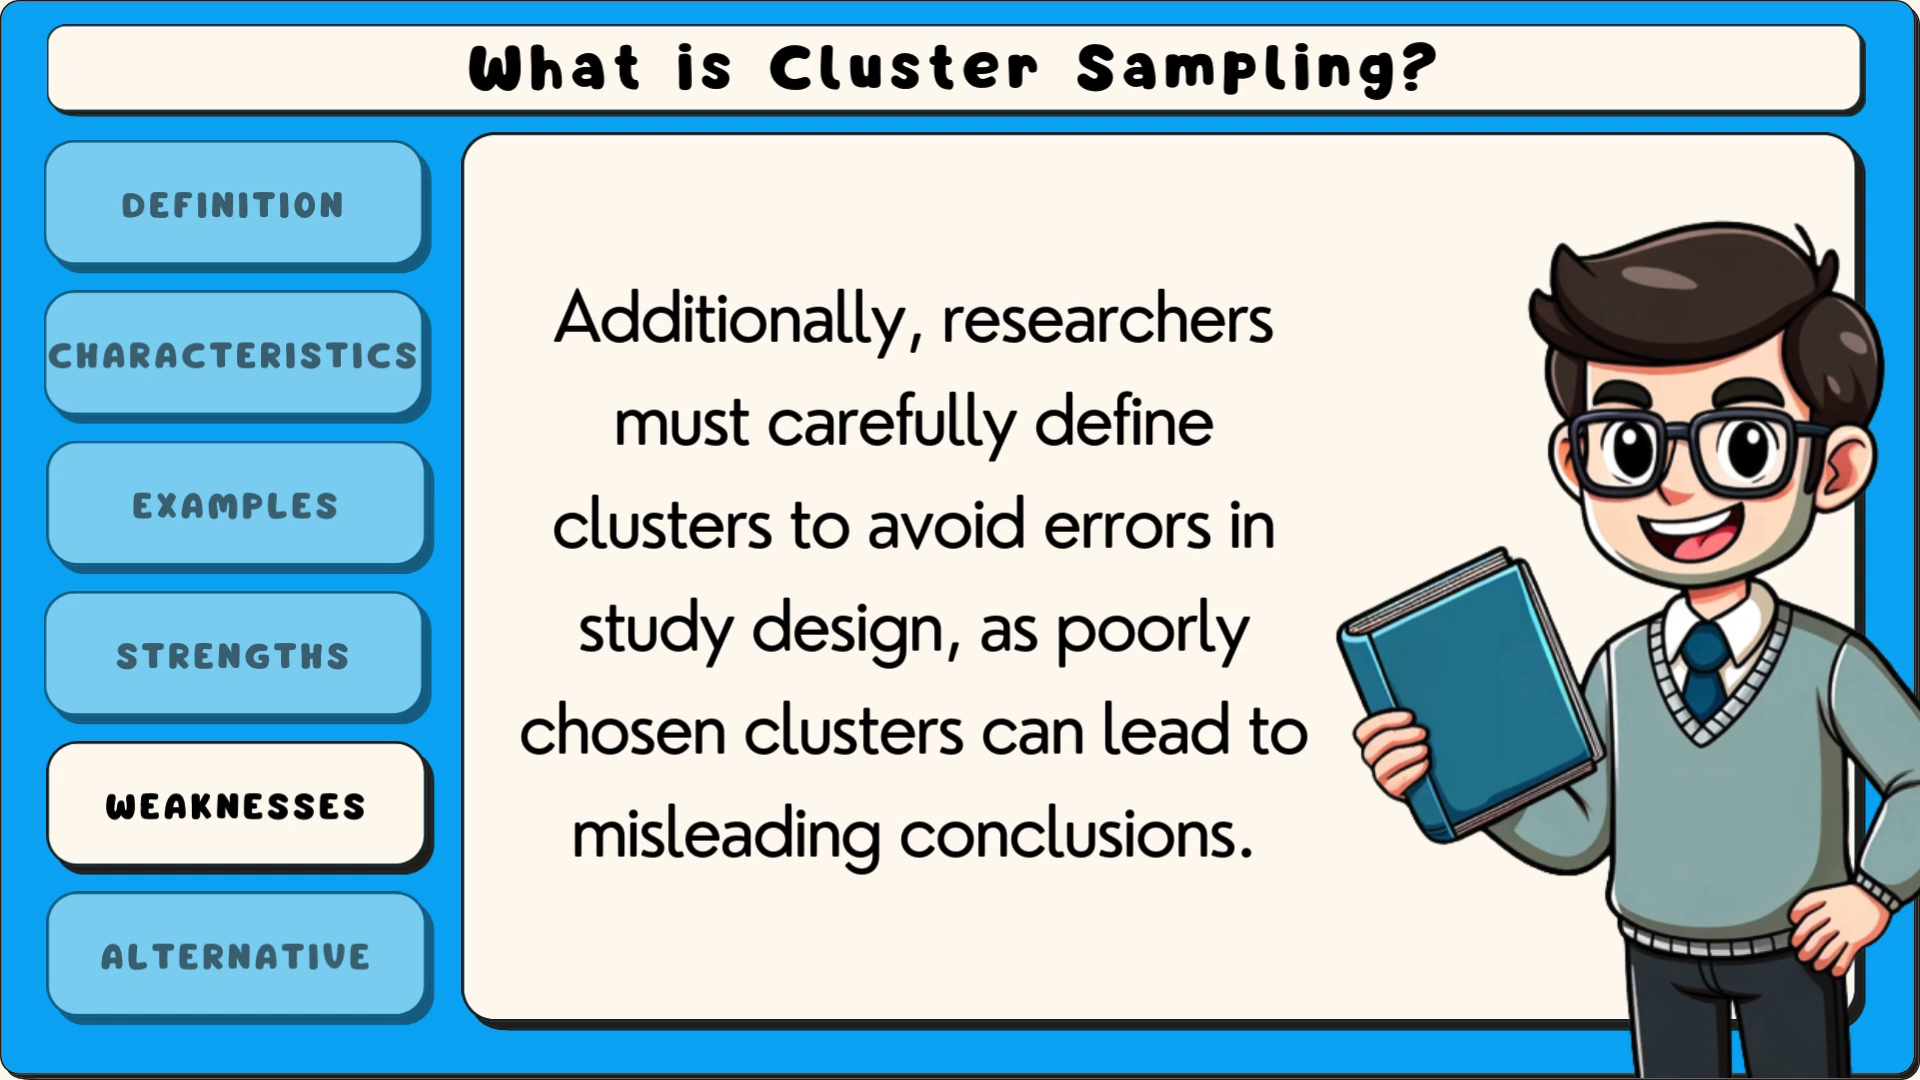 What is Cluster Sampling?
DEFINITION
CHARACTERISTICS
EXAMPLES
STRENGTHS
WEAKNESSES
ALTERNATIVE
Additionally, researchers
must carefully define
clusters to avoid errors in
study design, as poorly
chosen clusters can lead to
misleading conclusions.